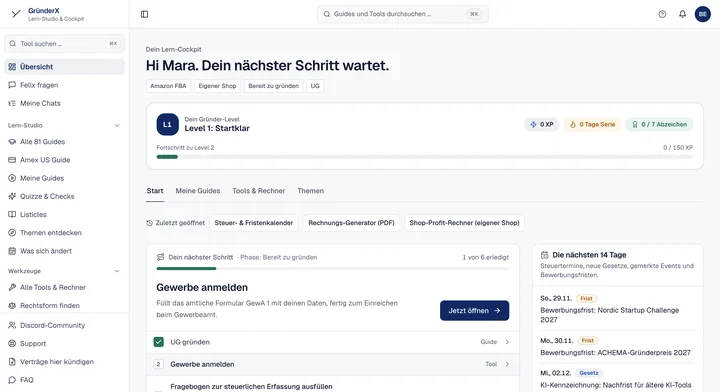 GründerX
Lern-Studio & Cockpit
Tool suchen ...
⌘K
Übersicht
Felix fragen
Meine Chats
Lern-Studio
Alle 81 Guides
Amex US Guide
Meine Guides
Quizze & Checks
Listicles
Themen entdecken
Was sich ändert
Werkzeuge
Alle Tools & Rechner
Rechtsform finden
Discord-Community
Support
Verträge hier kündigen
FAQ
Guides und Tools durchsuchen ...
⌘K
BE
Dein Lern-Cockpit
Hi Mara. Dein nächster Schritt wartet.
Amazon FBA
Eigener Shop
Bereit zu gründen
UG
L1
Dein Gründer-Level
Level 1: Startklar
0 XP
0 Tage Serie
0 / 7 Abzeichen
Fortschritt zu Level 2
0 / 150 XP
Start
Meine Guides
Tools & Rechner
Themen
Zuletzt geöffnet
Steuer- & Fristenkalender
Rechnungs-Generator (PDF)
Shop-Profit-Rechner (eigener Shop)
Dein nächster Schritt · Phase: Bereit zu gründen
1 von 6 erledigt
Gewerbe anmelden
Füllt das amtliche Formular GewA 1 mit deinen Daten, fertig zum Einreichen
beim Gewerbeamt.
Jetzt öffnen
UG gründen
Guide
2
Gewerbe anmelden
Tool
Fragebogen zur steuerlichen Erfassung ausfüllen
Die nächsten 14 Tage
Steuertermine, neue Gesetze, gemerkte Events und
Bewerbungsfristen.
So., 29.11.
Frist
Bewerbungsfrist: Nordic Startup Challenge
2027
Mo., 30.11.
Frist
Bewerbungsfrist: ACHEMA-Gründerpreis 2027
Mi., 02.12.
Gesetz
KI-Kennzeichnung: Nachfrist für ältere KI-Tools